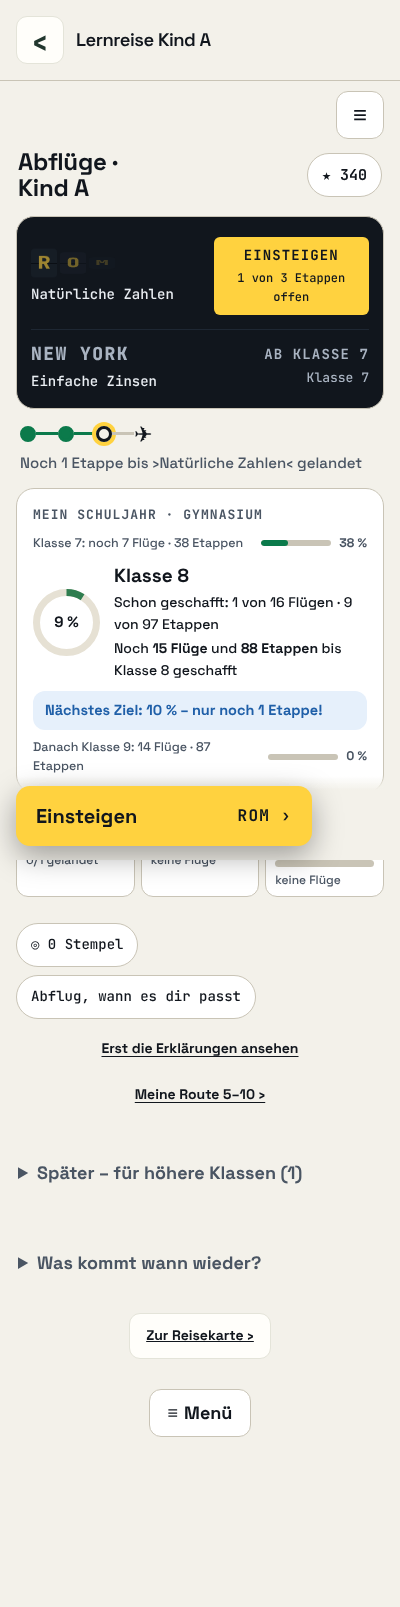 <
Lernreise Kind A
≡
Abflüge ·
Kind A
★ 340
R O M
EINSTEIGEN
1 von 3 Etappen
offen
Natürliche Zahlen
NEW YORK
AB KLASSE 7
Einfache Zinsen
Klasse 7
Noch 1 Etappe bis ›Natürliche Zahlen‹ gelandet
MEIN SCHULJAHR · GYMNASIUM
Klasse 7: noch 7 Flüge · 38 Etappen
38 %
Klasse 8
9 %
Schon geschafft: 1 von 16 Flügen · 9
von 97 Etappen
Noch 15 Flüge und 88 Etappen bis
Klasse 8 geschafft
Nächstes Ziel: 10 % – nur noch 1 Etappe!
Danach Klasse 9: 14 Flüge · 87
Etappen
0 %
Einsteigen
ROM ›
0/1 gelandet
keine Flüge
keine Flüge
◎ 0 Stempel
Abflug, wann es dir passt
Erst die Erklärungen ansehen
Meine Route 5–10 ›
▶ Später – für höhere Klassen (1)
▶ Was kommt wann wieder?
Zur Reisekarte ›
≡ Menü